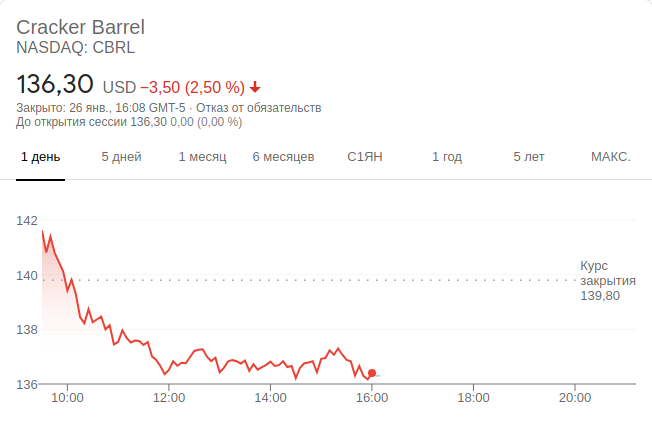 Cracker Barrel
NASDAQ: CBRL
136,30 USD −3,50 (2,50 %)
Закрыто: 26 янв., 16:08 GMT-5 · Отказ от обязательств
До открытия сессии 136,30 0,00 (0,00 %)
1 день 5 дней 1 месяц 6 месяцев С1ЯН 1 год 5 лет МАКС.
142
140
138
136
Курс
закрытия
139,80
10:00 12:00 14:00 16:00 18:00 20:00